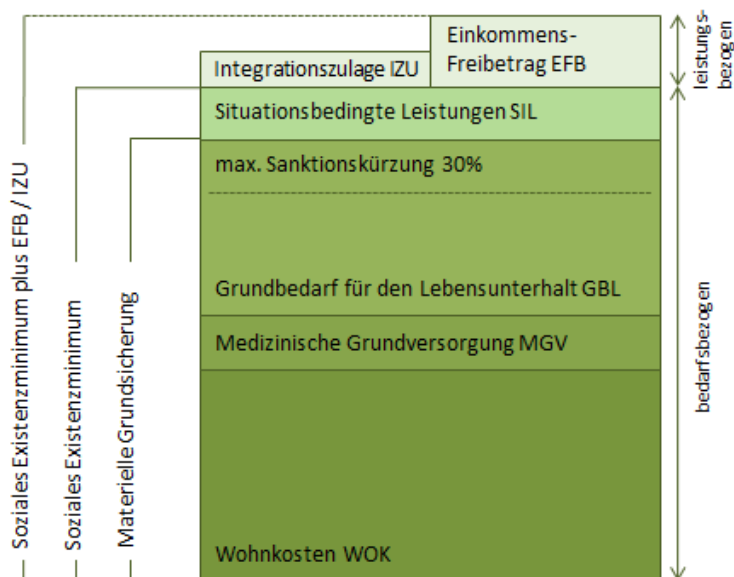 Einkommens-
Freibetrag EFB
Integrationszulage IZU
Situationsbedingte Leistungen SIL
max. Sanktionskürzung 30%
Grundbedarf für den Lebensunterhalt GBL
Medizinische Grundversorgung MGV
Wohnkosten WOK
Soziales Existenzminimum plus EFB / IZU
Soziales Existenzminimum
Materielle Grundsicherung
leistungs-
bezogen
bedarfsbezogen